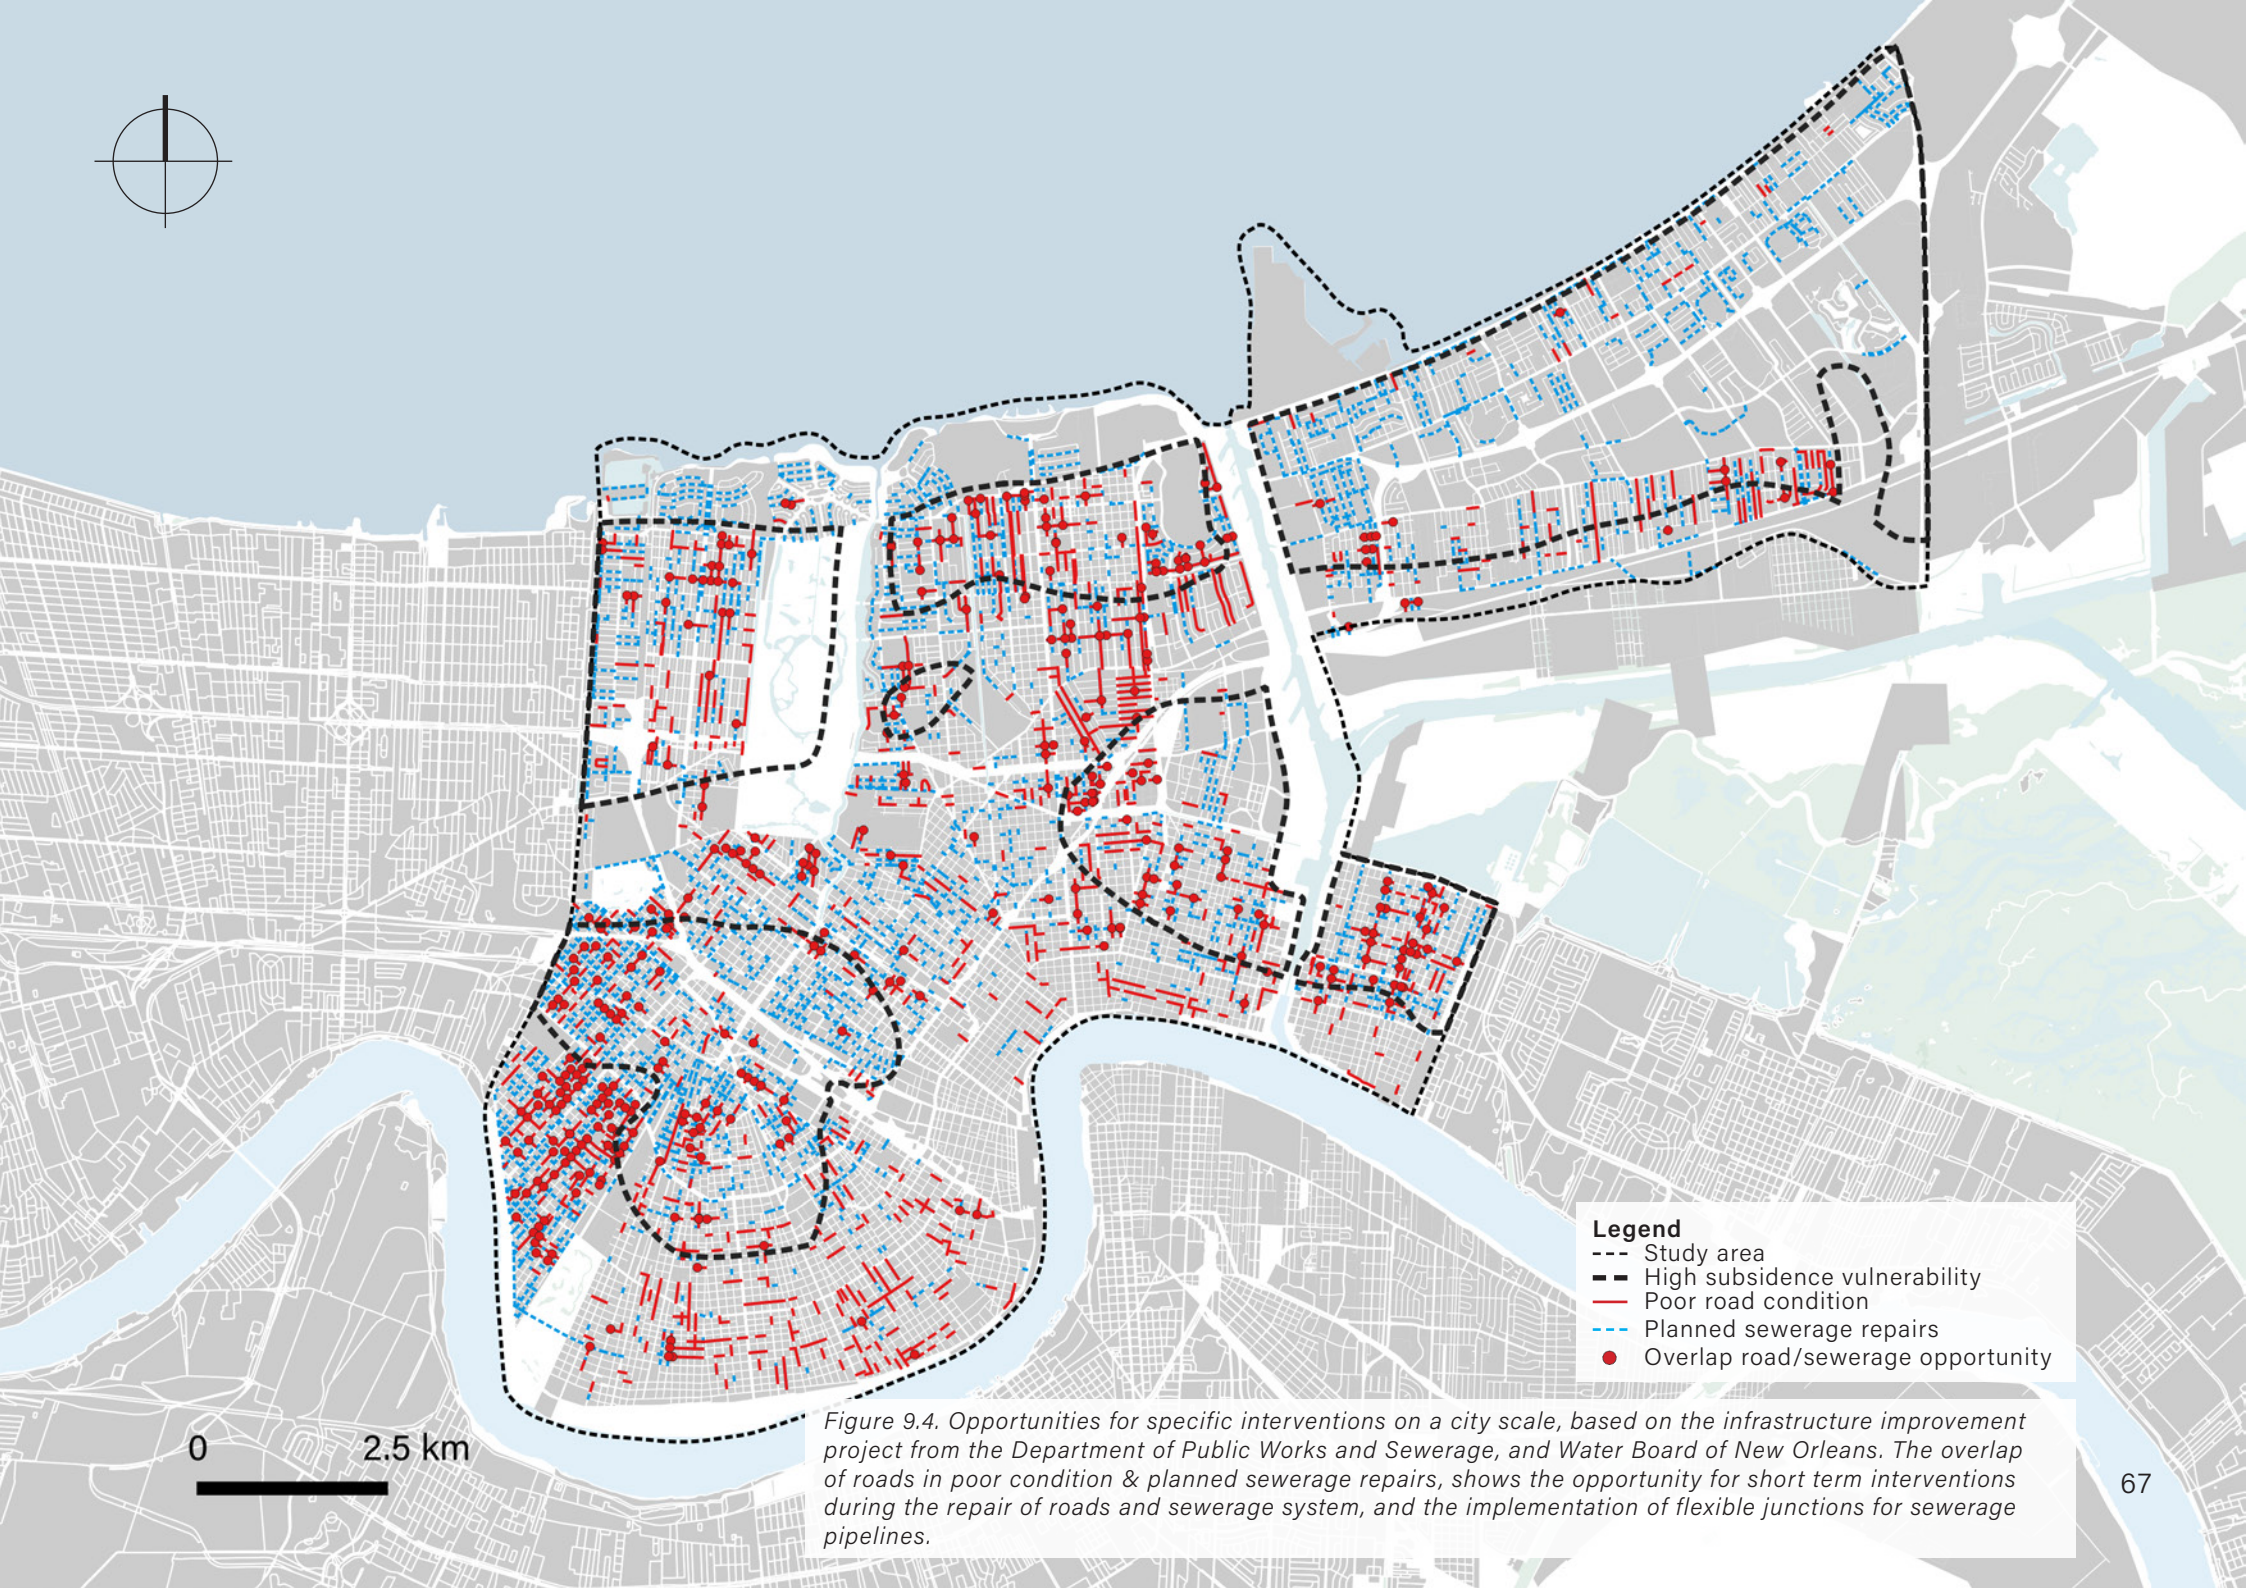 Legend
Study area
High subsidence vulnerability
Poor road condition
Planned sewerage repairs
Overlap road/sewerage opportunity
0 2.5 km
Figure 9.4. Opportunities for specific interventions on a city scale, based on the infrastructure improvement
project from the Department of Public Works and Sewerage, and Water Board of New Orleans. The overlap
of roads in poor condition & planned sewerage repairs, shows the opportunity for short term interventions
during the repair of roads and sewerage system, and the implementation of flexible junctions for sewerage
pipelines.
67